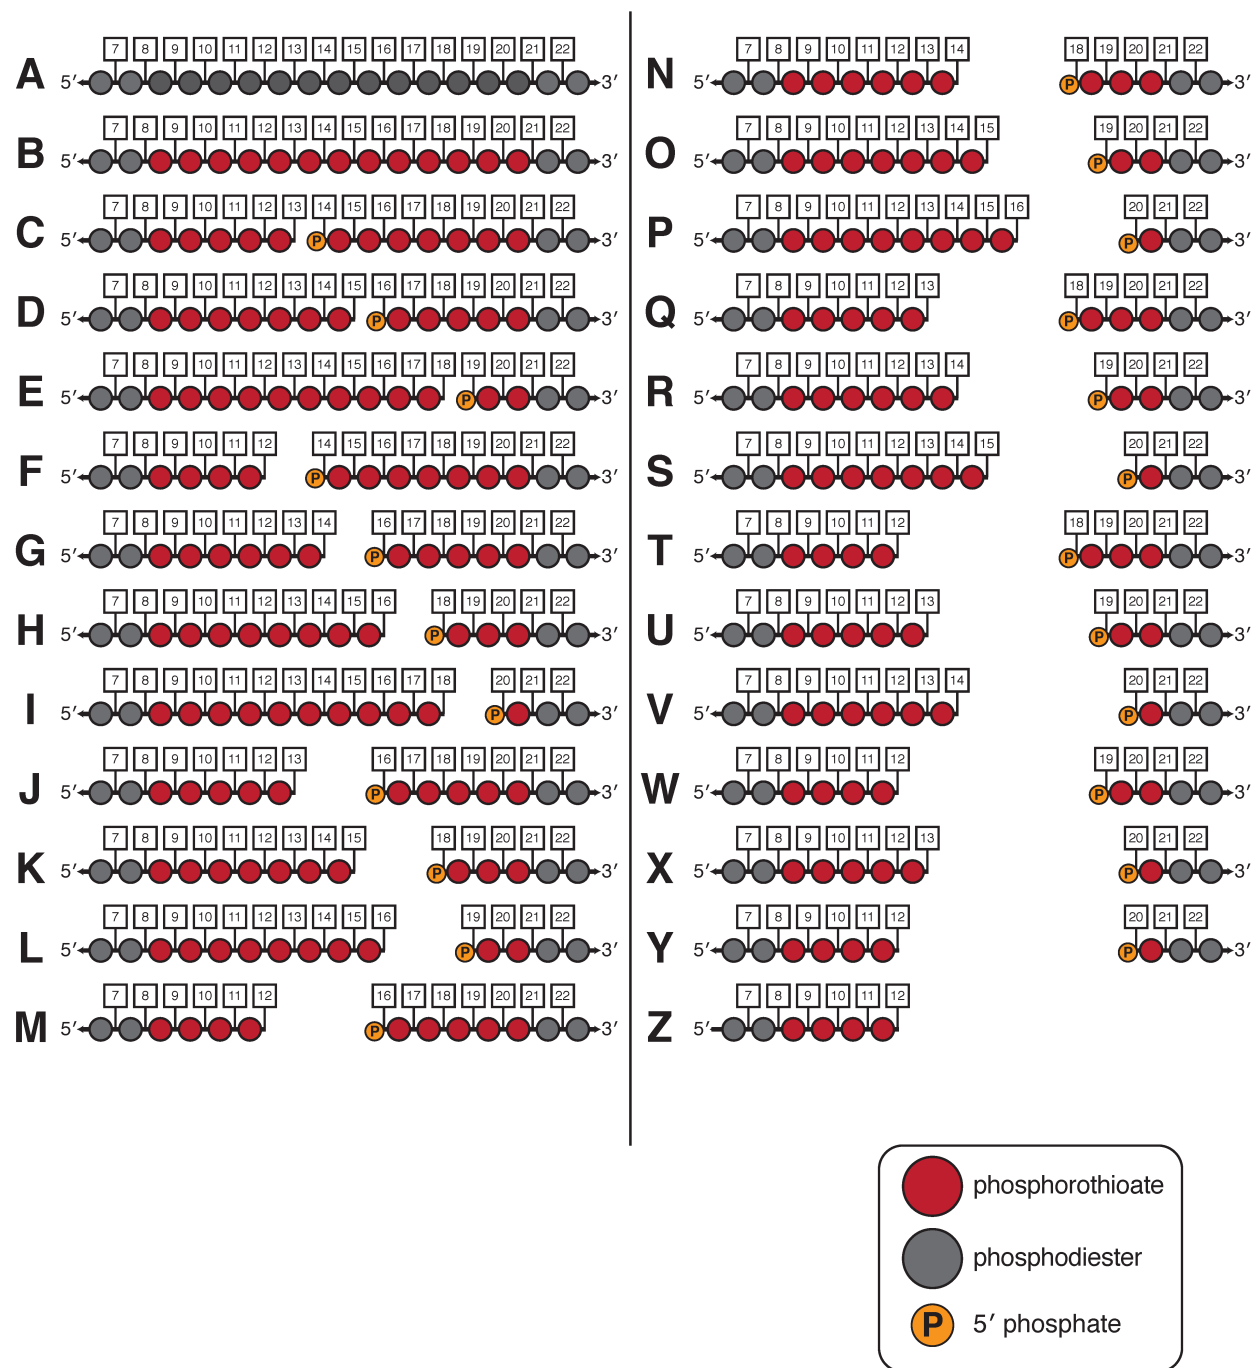 7 8 9 10 11 12 13 14 15 16 17 18 19 20 21 22
A 5′ 3′
7 8 9 10 11 12 13 14 15 16 17 18 19 20 21 22
B 5′ 3′
7 8 9 10 11 12 13 14 15 16 17 18 19 20 21 22
C 5′ P 3′
7 8 9 10 11 12 13 14 15 16 17 18 19 20 21 22
D 5′ P 3′
7 8 9 10 11 12 13 14 15 16 17 18 19 20 21 22
E 5′ P 3′
7 8 9 10 11 12 14 15 16 17 18 19 20 21 22
F 5′ P 3′
7 8 9 10 11 12 13 14 16 17 18 19 20 21 22
G 5′ P 3′
7 8 9 10 11 12 13 14 15 16 18 19 20 21 22
H 5′ P 3′
7 8 9 10 11 12 13 14 15 16 17 18 20 21 22
I 5′ P 3′
7 8 9 10 11 12 13 16 17 18 19 20 21 22
J 5′ P 3′
7 8 9 10 11 12 13 14 15 18 19 20 21 22
K 5′ P 3′
7 8 9 10 11 12 13 14 15 16 19 20 21 22
L 5′ P 3′
7 8 9 10 11 12 16 17 18 19 20 21 22
M 5′ P 3′
7 8 9 10 11 12 13 14 18 19 20 21 22
N 5′ P 3′
7 8 9 10 11 12 13 14 15 19 20 21 22
O 5′ P 3′
7 8 9 10 11 12 13 14 15 16 20 21 22
P 5′ P 3′
7 8 9 10 11 12 13 18 19 20 21 22
Q 5′ P 3′
7 8 9 10 11 12 13 14 19 20 21 22
R 5′ P 3′
7 8 9 10 11 12 13 14 15 20 21 22
S 5′ P 3′
7 8 9 10 11 12 18 19 20 21 22
T 5′ P 3′
7 8 9 10 11 12 13 19 20 21 22
U 5′ P 3′
7 8 9 10 11 12 13 14 20 21 22
V 5′ P 3′
7 8 9 10 11 12 19 20 21 22
W 5′ P 3′
7 8 9 10 11 12 13 20 21 22
X 5′ P 3′
7 8 9 10 11 12 20 21 22
Y 5′ P 3′
7 8 9 10 11 12
Z 5′
phosphorothioate
phosphodiester
P 5′ phosphate